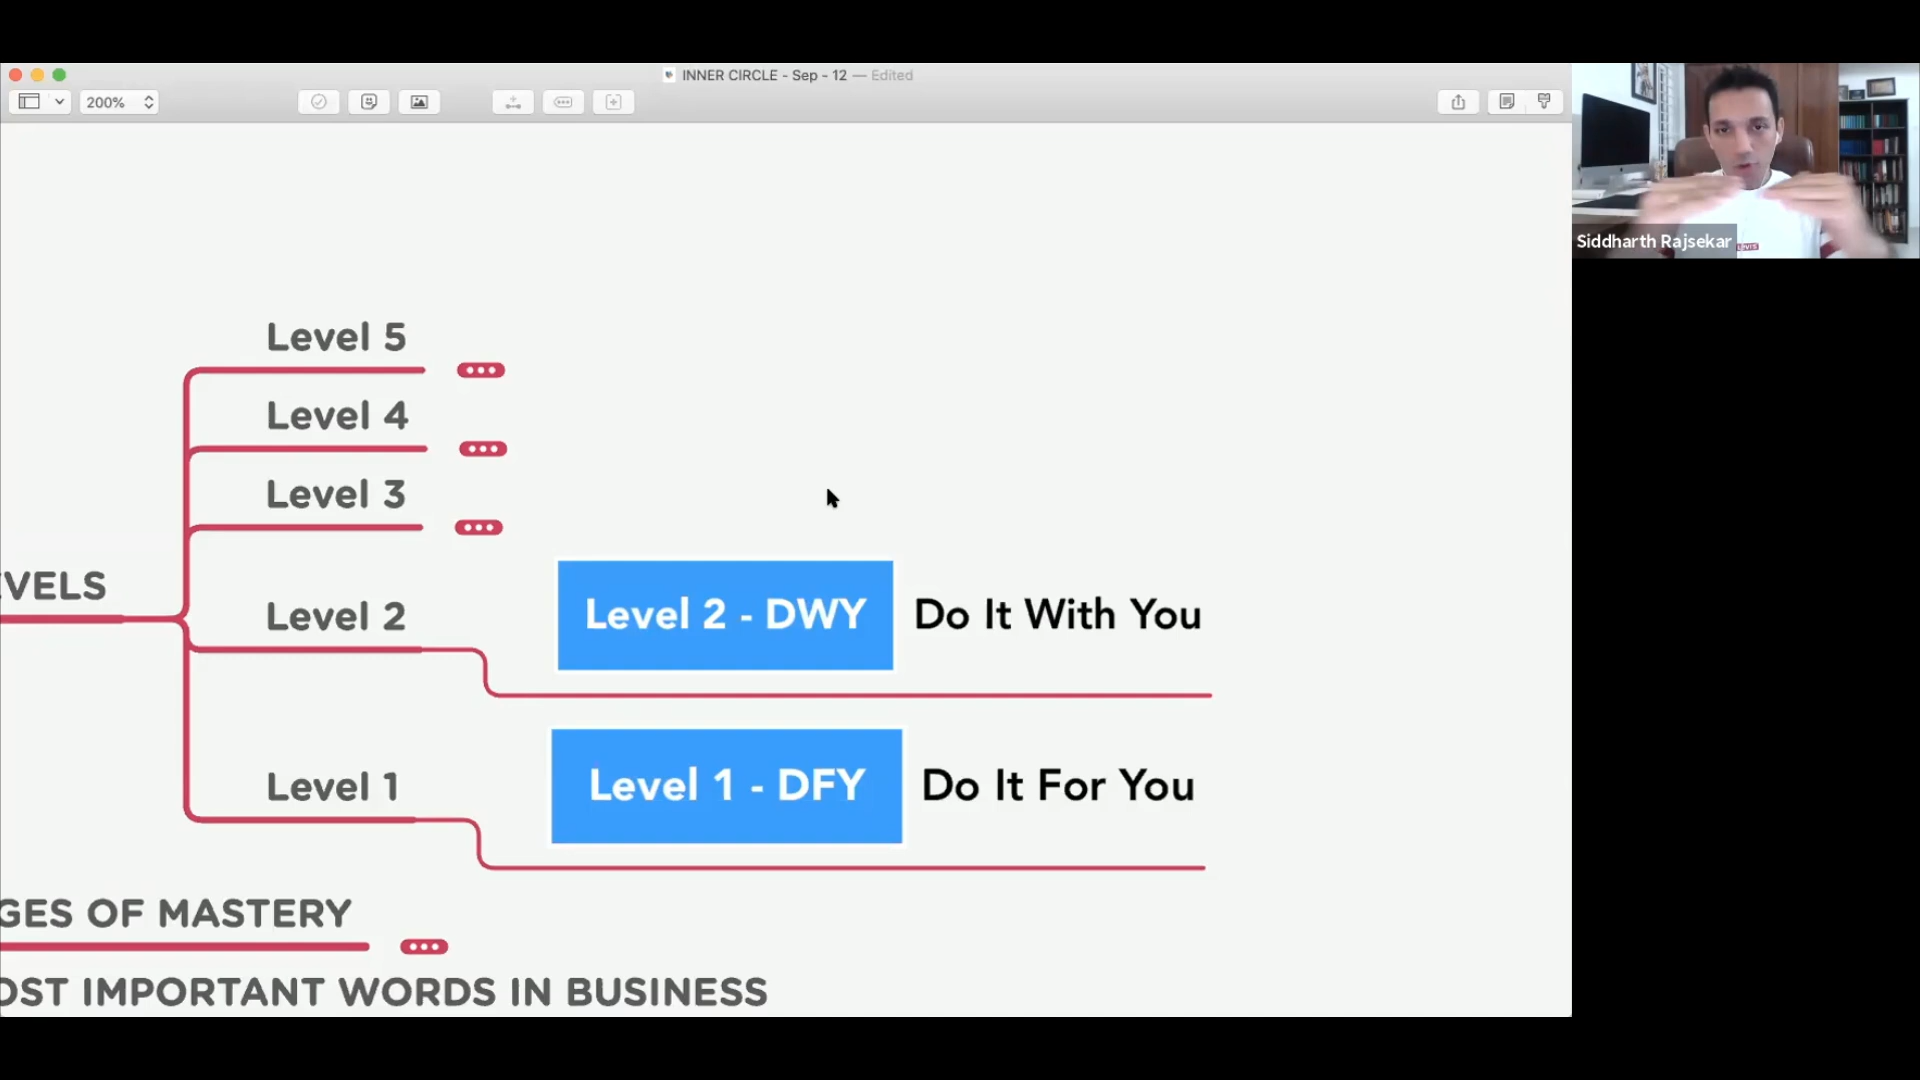 INNER CIRCLE - Sep - 12 — Edited
200%
Siddharth Rajsekar
LEVI'S
Level 5
Level 4
Level 3
EVELS
Level 2
Level 2 - DWY Do It With You
Level 1
Level 1 - DFY Do It For You
GES OF MASTERY
OST IMPORTANT WORDS IN BUSINESS